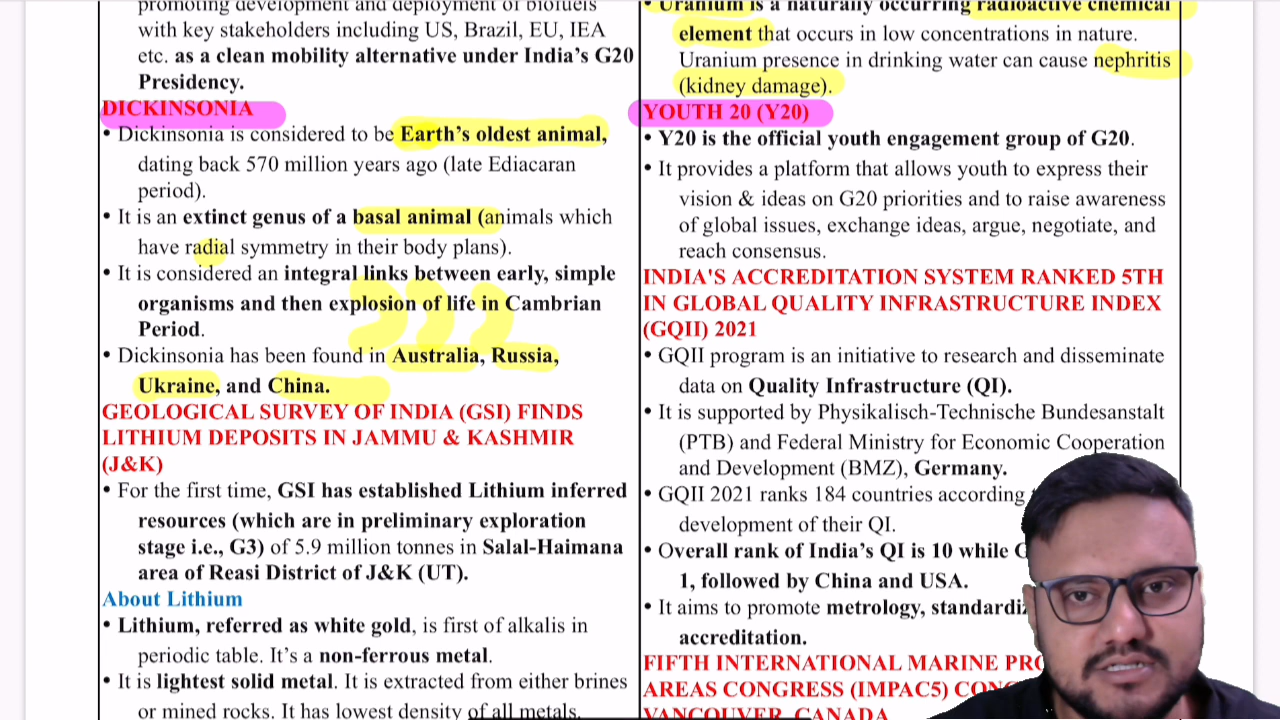 promoting development and deployment of biofuels
with key stakeholders including US, Brazil, EU, IEA
etc. as a clean mobility alternative under India's G20
Presidency.
DICKINSONIA
• Dickinsonia is considered to be Earth's oldest animal,
dating back 570 million years ago (late Ediacaran
period).
• It is an extinct genus of a basal animal (animals which
have radial symmetry in their body plans).
• It is considered an integral links between early, simple
organisms and then explosion of life in Cambrian
Period.
• Dickinsonia has been found in Australia, Russia,
Ukraine, and China.
GEOLOGICAL SURVEY OF INDIA (GSI) FINDS
LITHIUM DEPOSITS IN JAMMU & KASHMIR
(J&K)
• For the first time, GSI has established Lithium inferred
resources (which are in preliminary exploration
stage i.e., G3) of 5.9 million tonnes in Salal-Haimana
area of Reasi District of J&K (UT).
About Lithium
• Lithium, referred as white gold, is first of alkalis in
periodic table. It's a non-ferrous metal.
• It is lightest solid metal. It is extracted from either brines
or mined rocks. It has lowest density of all metals.
• Uranium is a naturally occurring radioactive chemical
element that occurs in low concentrations in nature.
Uranium presence in drinking water can cause nephritis
(kidney damage).
YOUTH 20 (Y20)
• Y20 is the official youth engagement group of G20.
• It provides a platform that allows youth to express their
vision & ideas on G20 priorities and to raise awareness
of global issues, exchange ideas, argue, negotiate, and
reach consensus.
INDIA'S ACCREDITATION SYSTEM RANKED 5TH
IN GLOBAL QUALITY INFRASTRUCTURE INDEX
(GQII) 2021
• GQII program is an initiative to research and disseminate
data on Quality Infrastructure (QI).
• It is supported by Physikalisch-Technische Bundesanstalt
(PTB) and Federal Ministry for Economic Cooperation
and Development (BMZ), Germany.
• GQII 2021 ranks 184 countries according
development of their QI.
• Overall rank of India's QI is 10 while
1, followed by China and USA.
• It aims to promote metrology,
accreditation.
FIFTH INTERNATIONAL MARINE
AREAS CONGRESS (IMPAC5)
VANCOUVER, CANADA